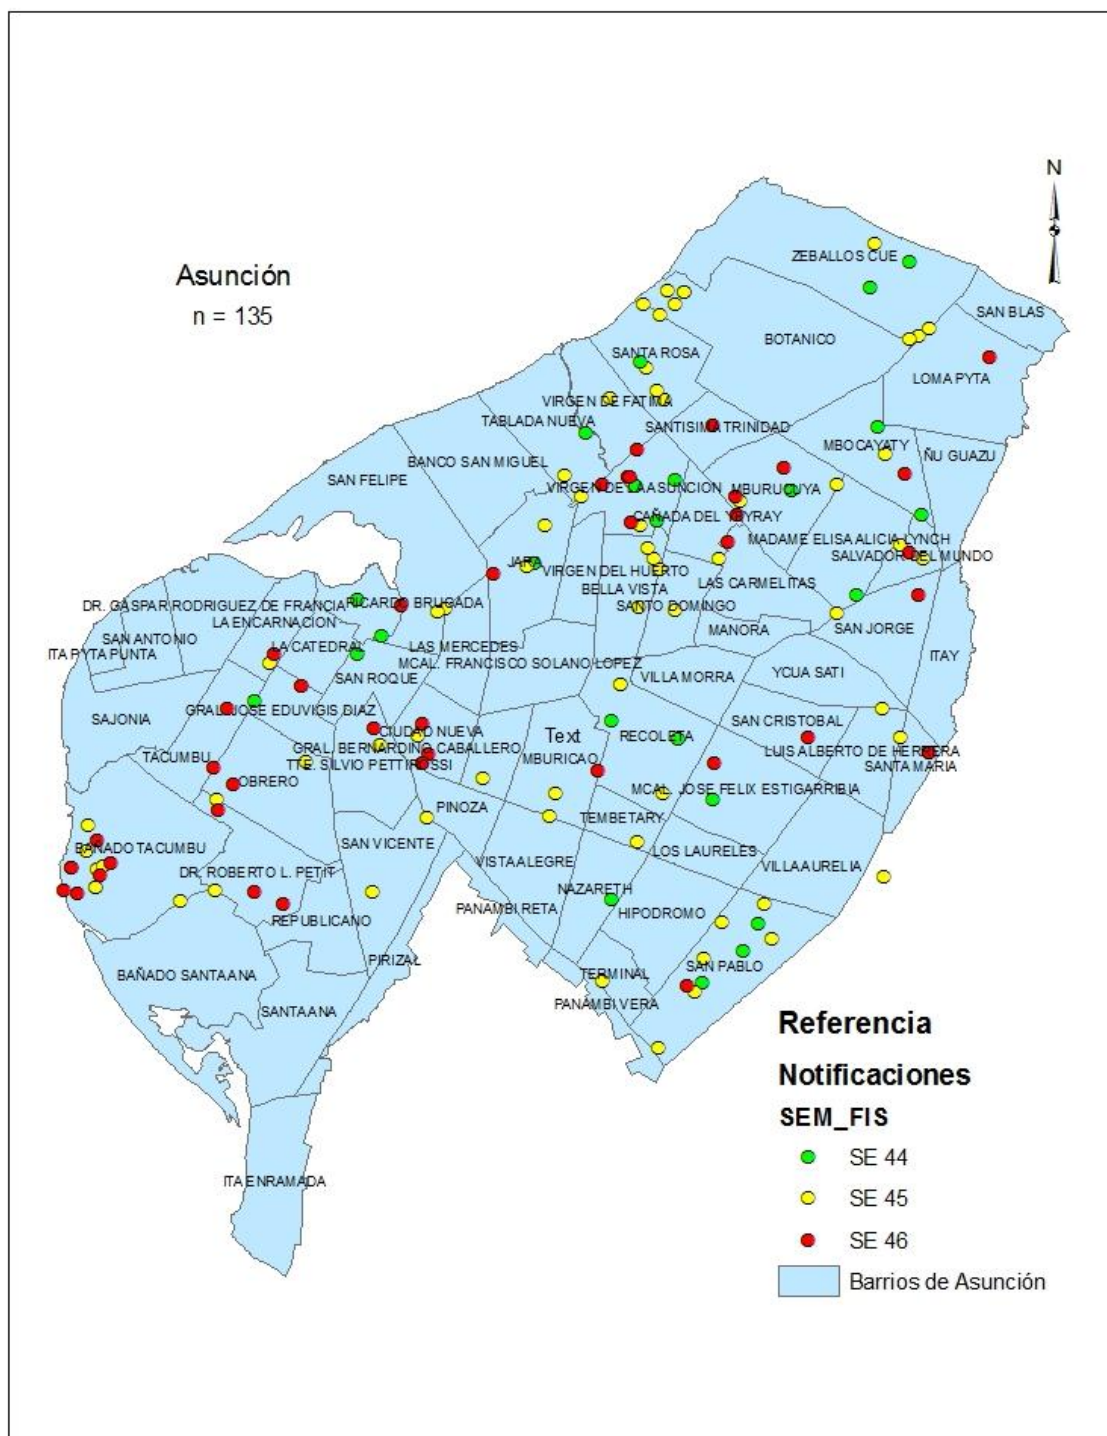 N
Asunción
n = 135
ZEBALLOS CUE
SAN BLAS
BOTANICO
SANTA ROSA
LOMA PYTA
VIRGEN DE FATIMA
TABLADA NUEVA
SANTISIMA TRINIDAD
MBOCAYATY
ÑU GUAZU
BANCO SAN MIGUEL
SAN FELIPE
VIRGEN DE LA ASUNCION
MBURUCUYA
CAÑADA DEL YBYRAY
MADAME ELISA ALICIA LYNCH
SALVADOR DEL MUNDO
JARA
VIRGEN DEL HUERTO
LAS CARMELITAS
BELLA VISTA
DR. GASPAR RODRIGUEZ DE FRANCIA
RICARDO BRUGADA
SANTO DOMINGO
LA ENCARNACION
MANORA
SAN JORGE
SAN ANTONIO
ITA PYTA PUNTA
LA CATEDRAL
LAS MERCEDES
ITAY
MCAL. FRANCISCO SOLANO LOPEZ
YCUA SATI
SAN ROQUE
VILLA MORRA
GRAL. JOSE EDUVIGIS DIAZ
SAJONIA
SAN CRISTOBAL
CIUDAD NUEVA
Text
RECOLETA
GRAL. BERNARDINO CABALLERO
LUIS ALBERTO DE HERRERA
TACUMBU
TTE. SILVIO PETTIROSSI
MBURICAO
SANTA MARIA
OBRERO
MCAL. JOSE FELIX ESTIGARRIBIA
PINOZA
TEMBETARY
SAN VICENTE
BAÑADO TACUMBU
LOS LAURELES
VISTA ALEGRE
VILLA AURELIA
DR. ROBERTO L. PETIT
NAZARETH
PANAMBI RETA
HIPODROMO
REPUBLICANO
PIRIZAL
SAN PABLO
BAÑADO SANTA ANA
TERMINAL
PANAMBI VERA
SANTA ANA
ITA ENRAMADA
Referencia
Notificaciones
SEM_FIS
SE 44
SE 45
SE 46
Barrios de Asunción